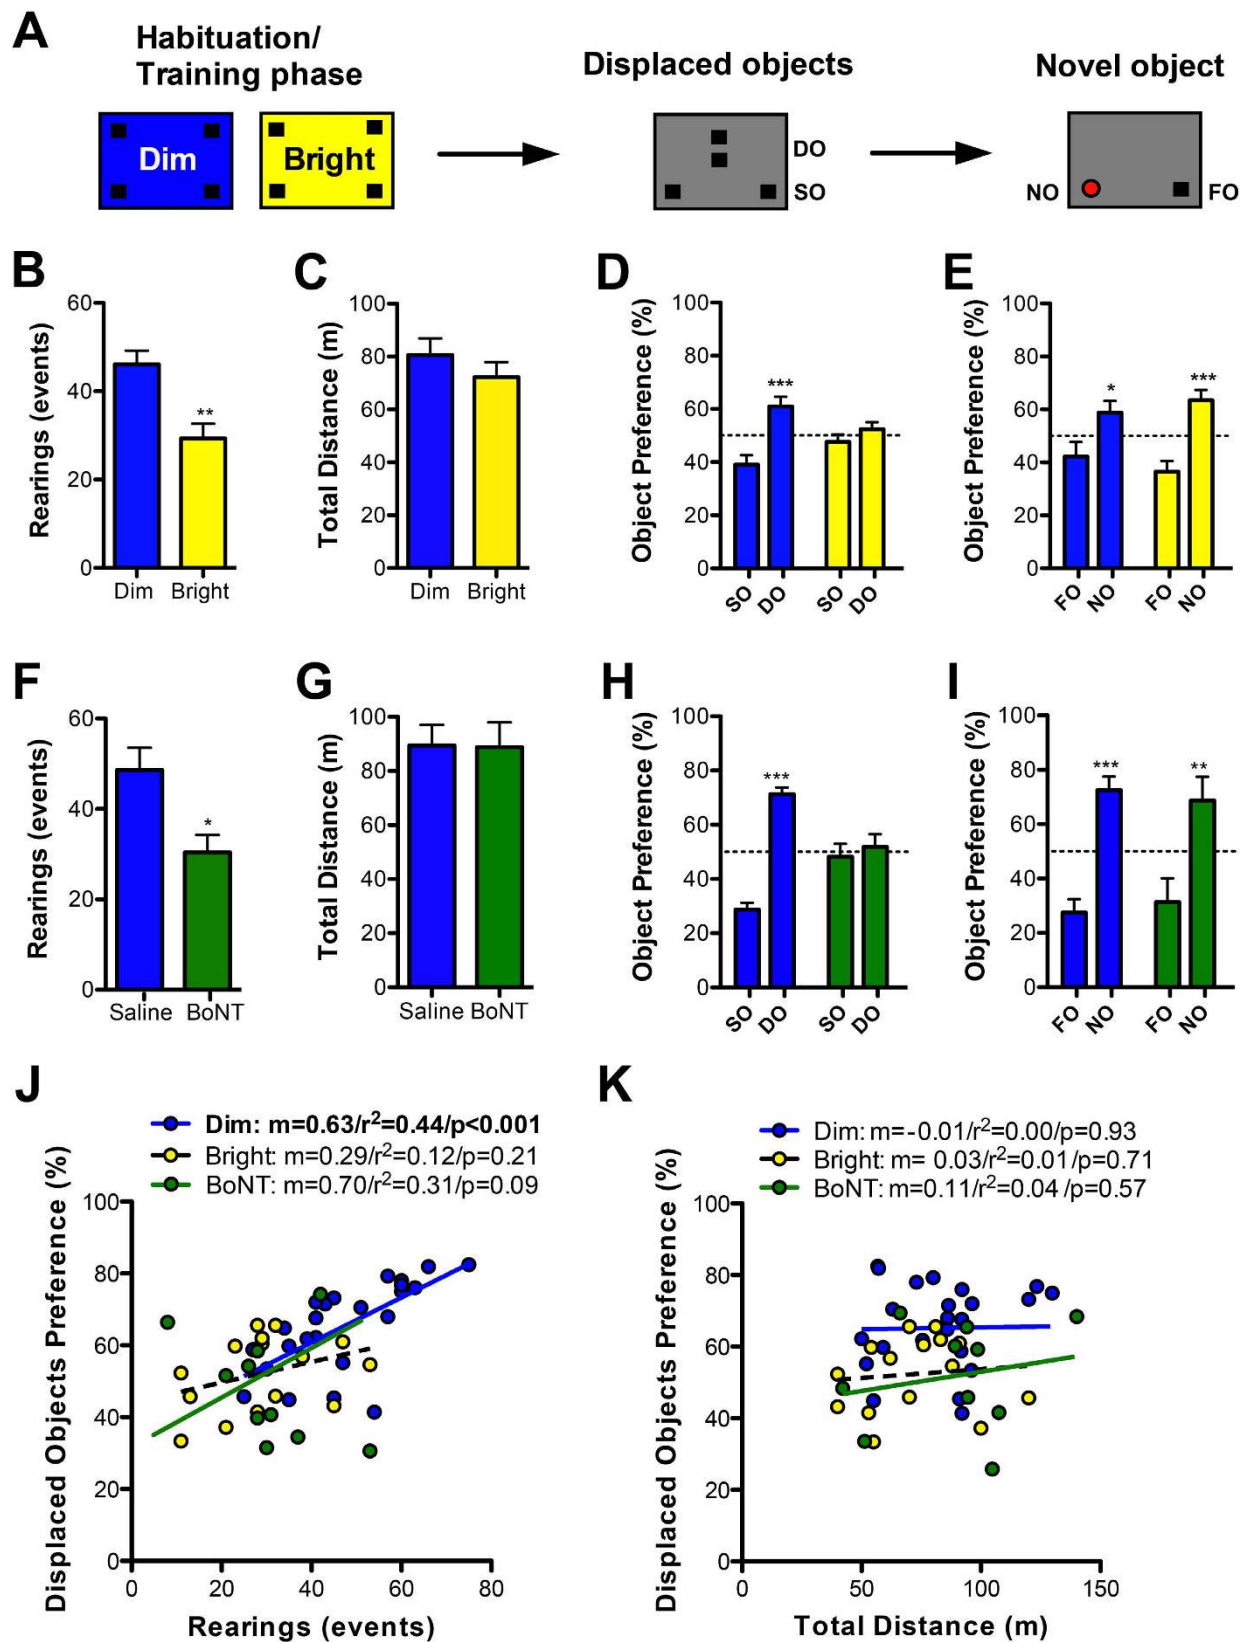 A
Habituation/
Training phase
Displaced objects
Novel object
Dim
Bright
DO
SO
NO
FO
B
Rearings (events)
60
40
20
0
Dim Bright
**
C
Total Distance (m)
100
80
60
40
20
0
Dim Bright
D
Object Preference (%)
100
80
60
40
20
0
***
SO DO SO DO
E
Object Preference (%)
100
80
60
40
20
0
*
***
FO NO FO NO
F
Rearings (events)
60
40
20
0
*
Saline BoNT
G
Total Distance (m)
100
80
60
40
20
0
Saline BoNT
H
Object Preference (%)
100
80
60
40
20
0
***
SO DO SO DO
I
Object Preference (%)
100
80
60
40
20
0
***
**
FO NO FO NO
J
Dim: m=0.63/r²=0.44/p<0.001
Bright: m=0.29/r²=0.12/p=0.21
BoNT: m=0.70/r²=0.31/p=0.09
Displaced Objects Preference (%)
100
80
60
40
20
0
0 20 40 60 80
Rearings (events)
K
Dim: m=-0.01/r²=0.00/p=0.93
Bright: m= 0.03/r²=0.01/p=0.71
BoNT: m=0.11/r²=0.04 /p=0.57
Displaced Objects Preference (%)
100
80
60
40
20
0
0 50 100 150
Total Distance (m)